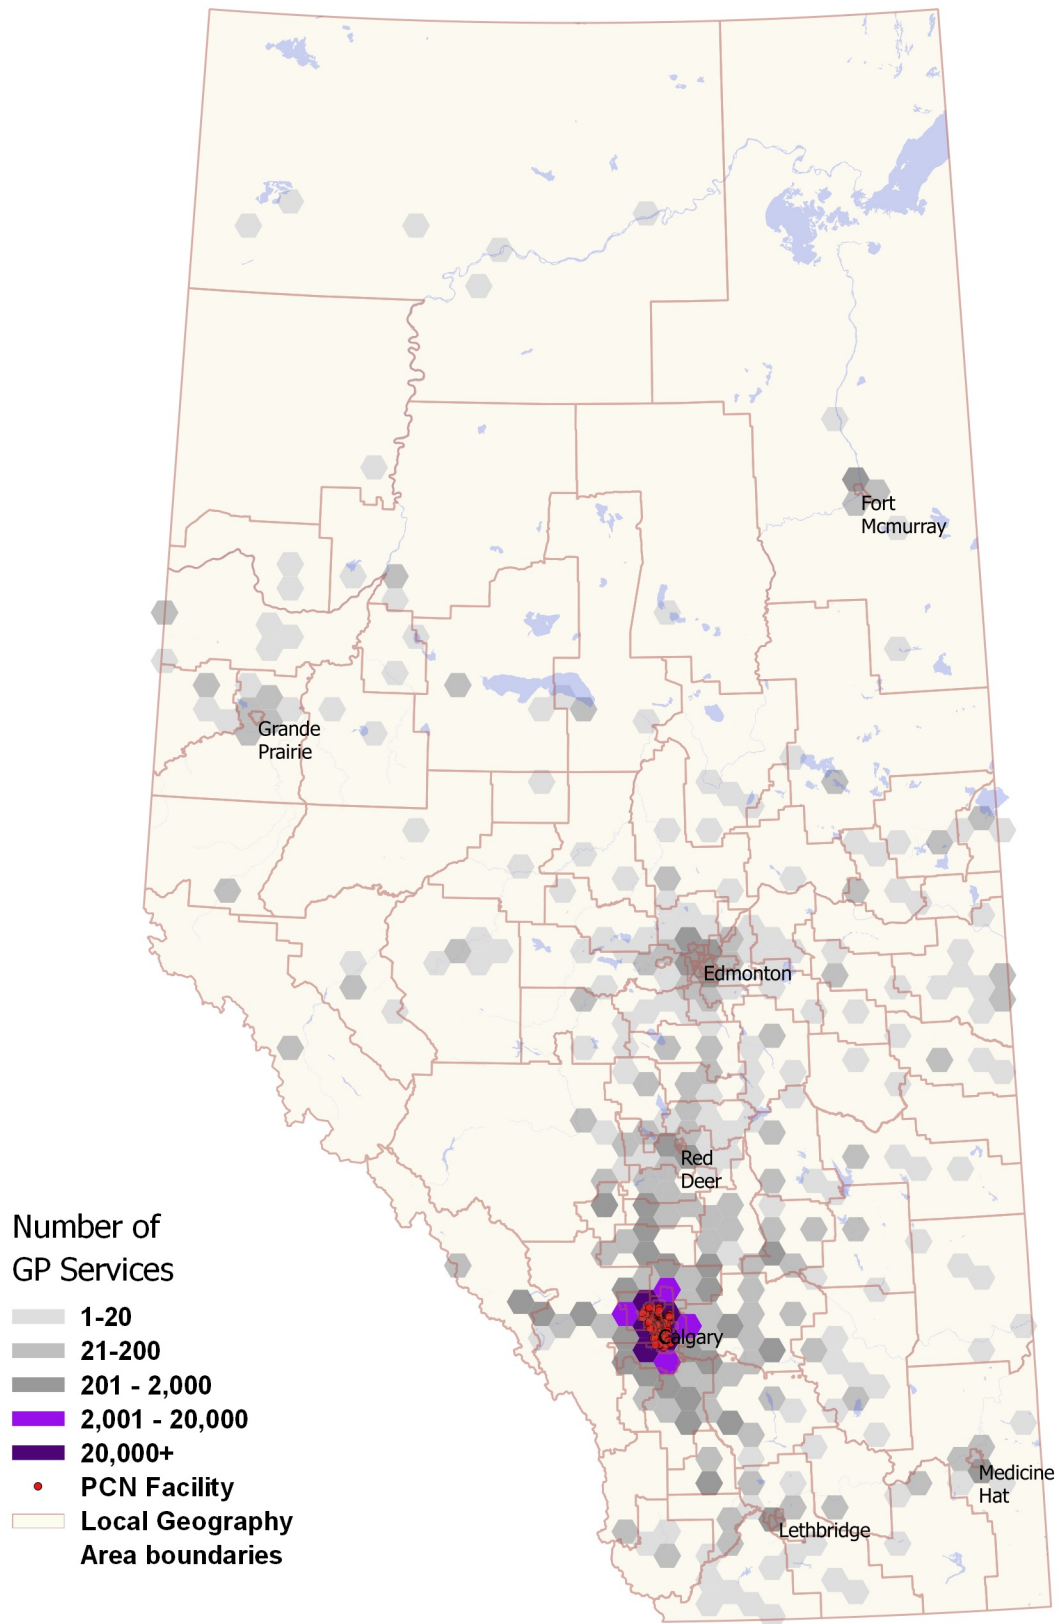 Fort
Mcmurray
Grande
Prairie
Edmonton
Red
Deer
Calgary
Medicine
Hat
Lethbridge
Number of
GP Services
1-20
21-200
201 - 2,000
2,001 - 20,000
20,000+
PCN Facility
Local Geography
Area boundaries